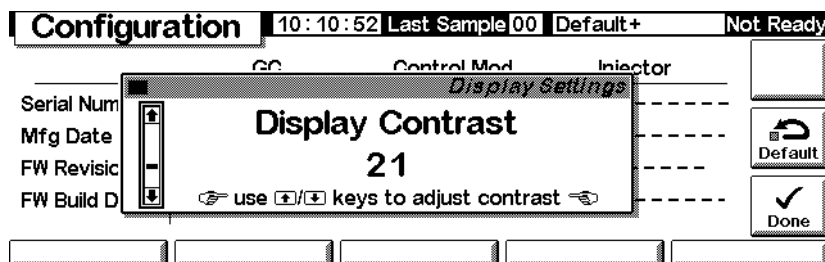 Configuration 10:10:52 Last Sample 00 Default+ Not Ready
GC Control Mod Injector
Display Settings
Serial Num
Mfg Date
FW Revisio
FW Build D
Display Contrast
21
use / keys to adjust contrast
Default
Done